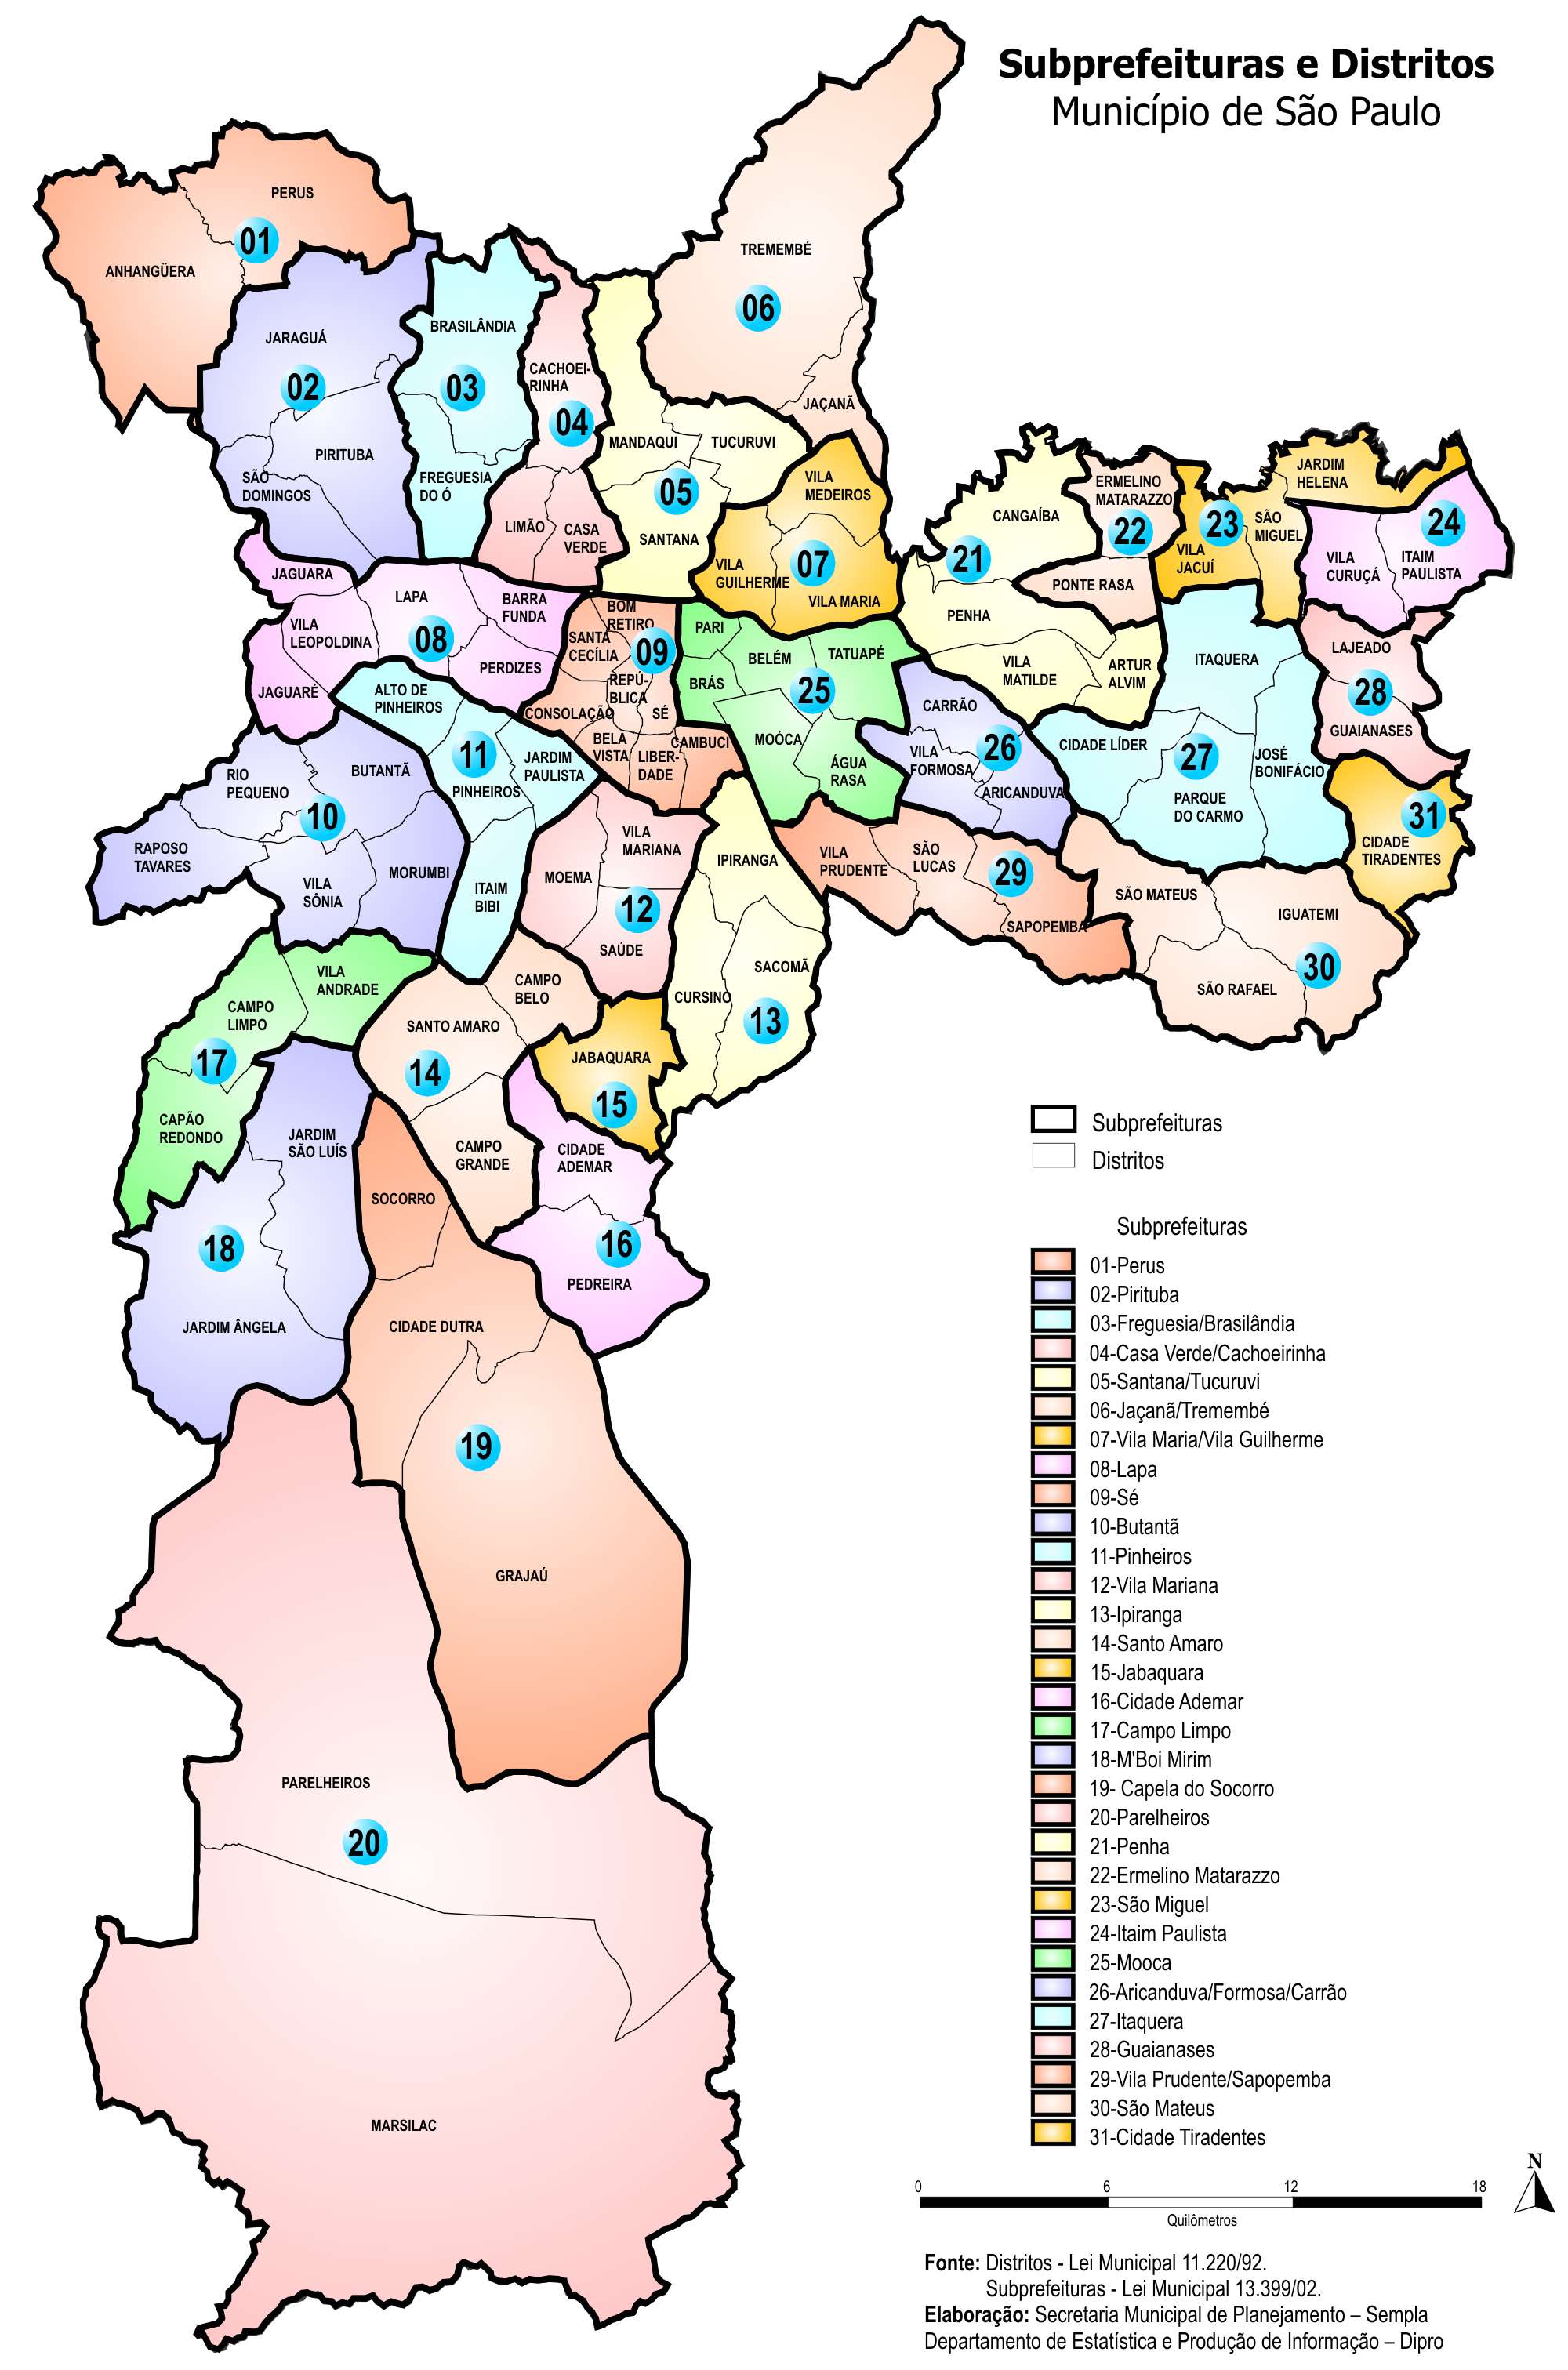 Subprefeituras e Distritos
Município de São Paulo
PERUS
01
ANHANGÜERA
TREMEMBÉ
06
JAÇANÃ
JARAGUÁ
02
PIRITUBA
SÃO
DOMINGOS
BRASILÂNDIA
03
FREGUESIA
DO Ó
CACHOEI-
RINHA
04
LIMÃO
CASA
VERDE
MANDAQUI
TUCURUVI
05
SANTANA
VILA
MEDEIROS
VILA
GUILHERME
07
VILA MARIA
CANGAÍBA
21
PENHA
VILA
MATILDE
ARTUR
ALVIM
ERMELINO
MATARAZZO
22
PONTE RASA
23
VILA
JACUÍ
SÃO
MIGUEL
JARDIM
HELENA
24
VILA
CURUÇÁ
ITAIM
PAULISTA
JAGUARA
LAPA
BARRA
FUNDA
VILA
LEOPOLDINA
08
PERDIZES
JAGUARÉ
BOM
RETIRO
SANTA
CECÍLIA
09
REPÚ-
BLICA
CONSOLAÇÃO
SÉ
BELA
VISTA
LIBER-
DADE
CAMBUCI
PARI
BELÉM
TATUAPÉ
BRÁS
25
MOÓCA
ÁGUA
RASA
CARRÃO
VILA
FORMOSA
26
ARICANDUVA
ITAQUERA
CIDADE LÍDER
27
JOSÉ
BONIFÁCIO
PARQUE
DO CARMO
LAJEADO
28
GUAIANASES
31
CIDADE
TIRADENTES
ALTO DE
PINHEIROS
11
JARDIM
PAULISTA
PINHEIROS
ITAIM
BIBI
RIO
PEQUENO
BUTANTÃ
10
RAPOSO
TAVARES
VILA
SÔNIA
MORUMBI
VILA
MARIANA
MOEMA
12
SAÚDE
IPIRANGA
SACOMÃ
CURSINO
13
VILA
PRUDENTE
SÃO
LUCAS
29
SAPOPEMBA
SÃO MATEUS
IGUATEMI
30
SÃO RAFAEL
VILA
ANDRADE
CAMPO
LIMPO
17
CAPÃO
REDONDO
CAMPO
BELO
SANTO AMARO
14
CAMPO
GRANDE
JABAQUARA
15
CIDADE
ADEMAR
16
PEDREIRA
JARDIM
SÃO LUÍS
18
JARDIM ÂNGELA
SOCORRO
CIDADE DUTRA
19
GRAJAÚ
PARELHEIROS
20
MARSILAC
Subprefeituras
Distritos
Subprefeituras
01-Perus
02-Pirituba
03-Freguesia/Brasilândia
04-Casa Verde/Cachoeirinha
05-Santana/Tucuruvi
06-Jaçanã/Tremembé
07-Vila Maria/Vila Guilherme
08-Lapa
09-Sé
10-Butantã
11-Pinheiros
12-Vila Mariana
13-Ipiranga
14-Santo Amaro
15-Jabaquara
16-Cidade Ademar
17-Campo Limpo
18-M'Boi Mirim
19- Capela do Socorro
20-Parelheiros
21-Penha
22-Ermelino Matarazzo
23-São Miguel
24-Itaim Paulista
25-Mooca
26-Aricanduva/Formosa/Carrão
27-Itaquera
28-Guaianases
29-Vila Prudente/Sapopemba
30-São Mateus
31-Cidade Tiradentes
0 6 12 18
Quilômetros
N
Fonte: Distritos - Lei Municipal 11.220/92.
Subprefeituras - Lei Municipal 13.399/02.
Elaboração: Secretaria Municipal de Planejamento – Sempla
Departamento de Estatística e Produção de Informação – Dipro